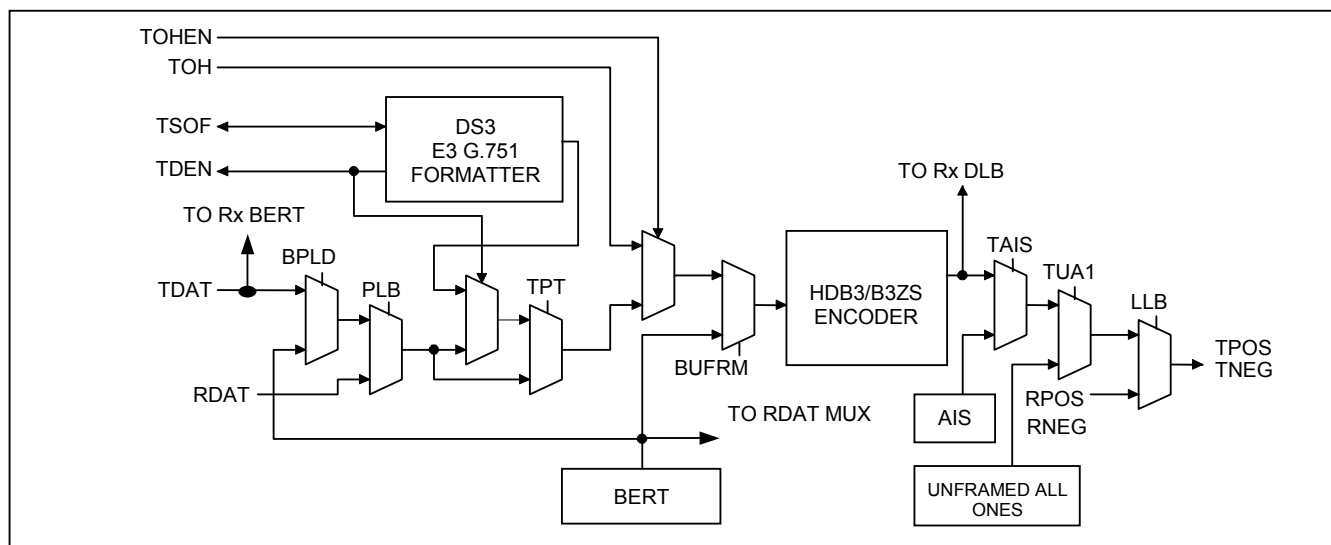 TOHEN
TOH
TSOF
TDEN
DS3
E3 G.751
FORMATTER
TO Rx BERT
BPLD
TDAT
PLB
RDAT
TPT
BUFRM
HDB3/B3ZS
ENCODER
TO Rx DLB
TAIS
TUA1
LLB
TPOS
TNEG
RPOS
RNEG
AIS
TO RDAT MUX
BERT
UNFRAMED ALL
ONES